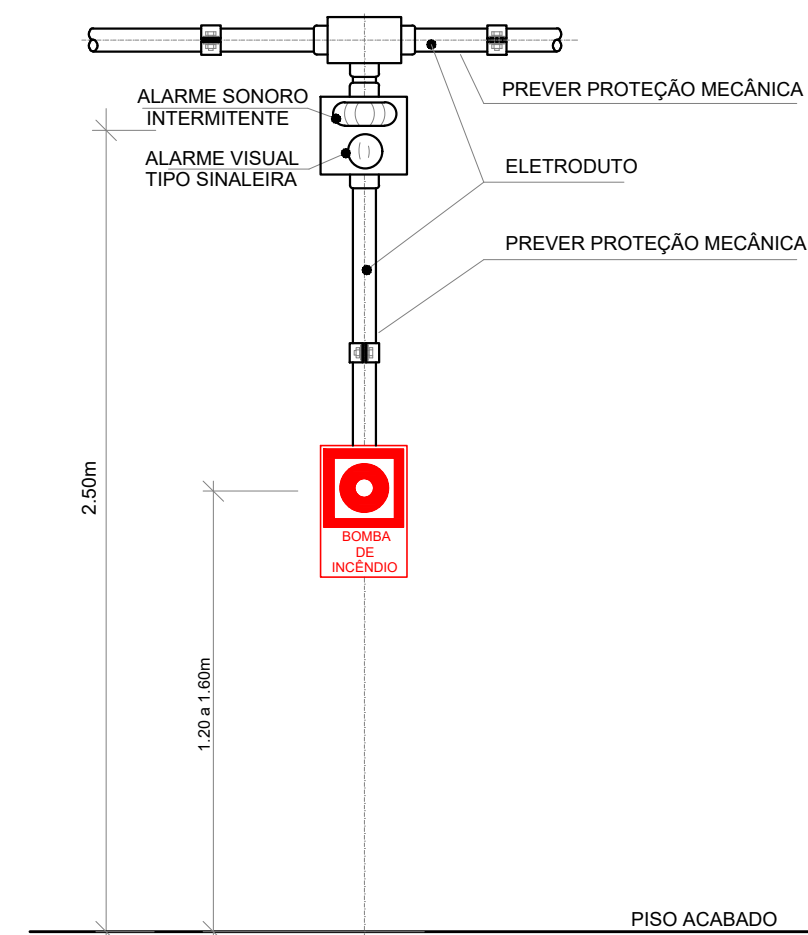 PREVER PROTEÇÃO MECÂNICA
ALARME SONORO
INTERMITENTE
ALARME VISUAL
TIPO SINALEIRA
ELETRODUTO
PREVER PROTEÇÃO MECÂNICA
2.50m
BOMBA
DE
INCÊNDIO
1.20 a 1.60m
PISO ACABADO